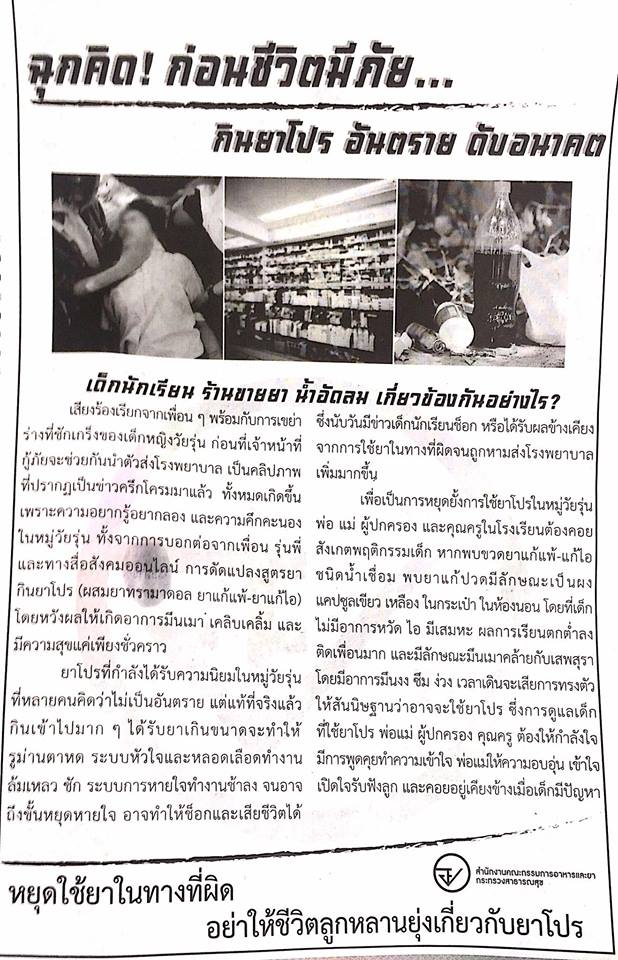 ฉุกคิด! ก่อนชีวิตมีภัย...
กินยาโปร อันตราย ดับอนาคต
เด็กนักเรียน ร้านขายยา น้ำอัดลม เกี่ยวข้องกันอย่างไร?
เสียงร้องเรียกจากเพื่อน ๆ พร้อมกับการเขย่า
ร่างที่ชักเกร็งของเด็กหญิงวัยรุ่น ก่อนที่เจ้าหน้าที่
กู้ภัยจะช่วยกันนำตัวส่งโรงพยาบาล เป็นคลิปภาพ
ที่ปรากฏเป็นข่าวครึกโครมมาแล้ว ทั้งหมดเกิดขึ้น
เพราะความอยากรู้อยากลอง และความคึกคะนอง
ในหมู่วัยรุ่น ทั้งจากการบอกต่อจากเพื่อน รุ่นพี่
และทางสื่อสังคมออนไลน์ การดัดแปลงสูตรยา
กินยาโปร (ผสมยาทรามาดอล ยาแก้แพ้-ยาแก้ไอ)
โดยหวังผลให้เกิดอาการมึนเมา เคลิบเคลิ้ม และ
มีความสุขแค่เพียงชั่วคราว
ยาโปรที่กำลังได้รับความนิยมในหมู่วัยรุ่น
ที่หลายคนคิดว่าไม่เป็นอันตราย แต่แท้ที่จริงแล้ว
กินเข้าไปมาก ๆ ได้รับยาเกินขนาดจะทำให้
รูม่านตาหด ระบบหัวใจและหลอดเลือดทำงาน
ล้มเหลว ชัก ระบบการหายใจทำงานช้าลง จนอาจ
ถึงขั้นหยุดหายใจ อาจทำให้ช็อกและเสียชีวิตได้
ซึ่งนับวันมีข่าวเด็กนักเรียนช็อก หรือได้รับผลข้างเคียง
จากการใช้ยาในทางที่ผิดจนถูกหามส่งโรงพยาบาล
เพิ่มมากขึ้น
เพื่อเป็นการหยุดยั้งการใช้ยาโปรในหมู่วัยรุ่น
พ่อ แม่ ผู้ปกครอง และคุณครูในโรงเรียนต้องคอย
สังเกตพฤติกรรมเด็ก หากพบขวดยาแก้แพ้-แก้ไอ
ชนิดน้ำเชื่อม พบยาแก้ปวดมีลักษณะเป็นผง
แคปซูลเขียว เหลือง ในกระเป๋า ในห้องนอน โดยที่เด็ก
ไม่มีอาการหวัด ไอ มีเสมหะ ผลการเรียนตกต่ำลง
ติดเพื่อนมาก และมีลักษณะมึนเมาคล้ายกับเสพสุรา
โดยมีอาการมึนงง ซึม ง่วง เวลาเดินจะเสียการทรงตัว
ให้สันนิษฐานว่าอาจจะใช้ยาโปร ซึ่งการดูแลเด็ก
ที่ใช้ยาโปร พ่อแม่ ผู้ปกครอง คุณครู ต้องให้กำลังใจ
มีการพูดคุยทำความเข้าใจ พ่อแม่ให้ความอบอุ่น เข้าใจ
เปิดใจรับฟังลูก และคอยอยู่เคียงข้างเมื่อเด็กมีปัญหา
สำนักงานคณะกรรมการอาหารและยา
กระทรวงสาธารณสุข
หยุดใช้ยาในทางที่ผิด
อย่าให้ชีวิตลูกหลานยุ่งเกี่ยวกับยาโปร